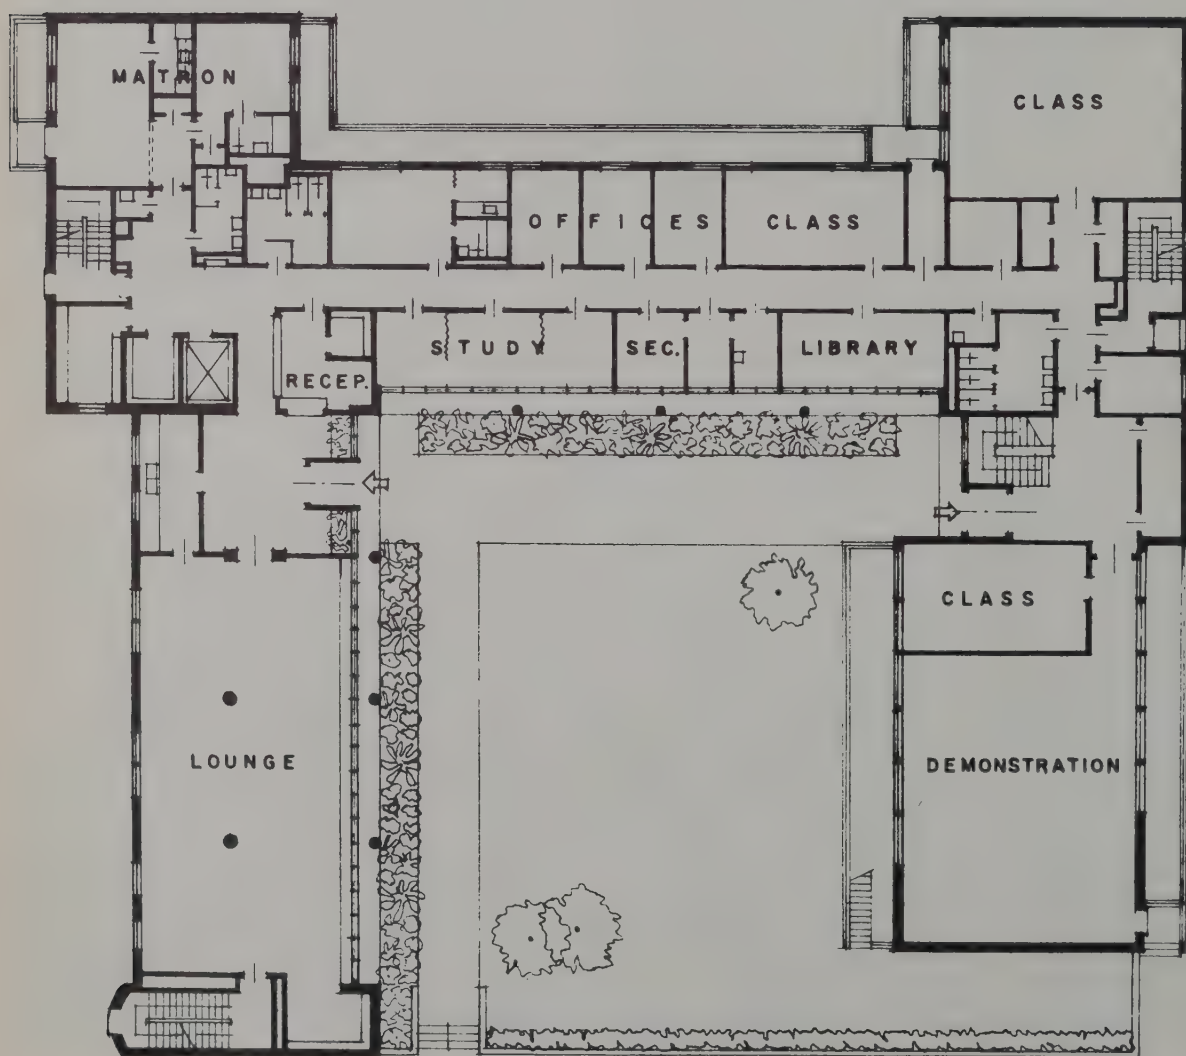 MATRON
CLASS
OFFICES
CLASS
STUDY
SEC.
LIBRARY
RECEP.
CLASS
LOUNGE
DEMONSTRATION